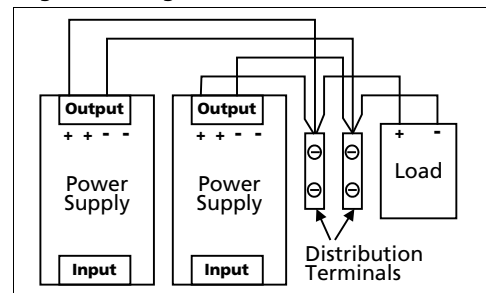 Output
+ + - -
Power
Supply
Input
Output
+ + - -
Power
Supply
Input
+ -
Load
Distribution
Terminals